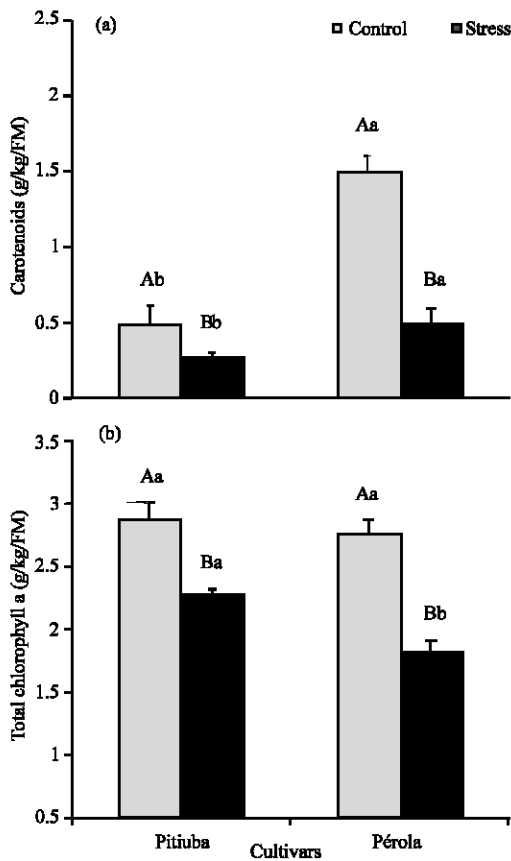 (a)
Control
Stress
Carotenoids (g/kg/FM)
2.5
2
1.5
1
0.5
0
Ab
Bb
Aa
Ba
(b)
Total chlorophyll a (g/kg/FM)
3.5
3
2.5
2
1.5
1
0.5
Aa
Ba
Aa
Bb
Pitiuba
Pérola
Cultivars